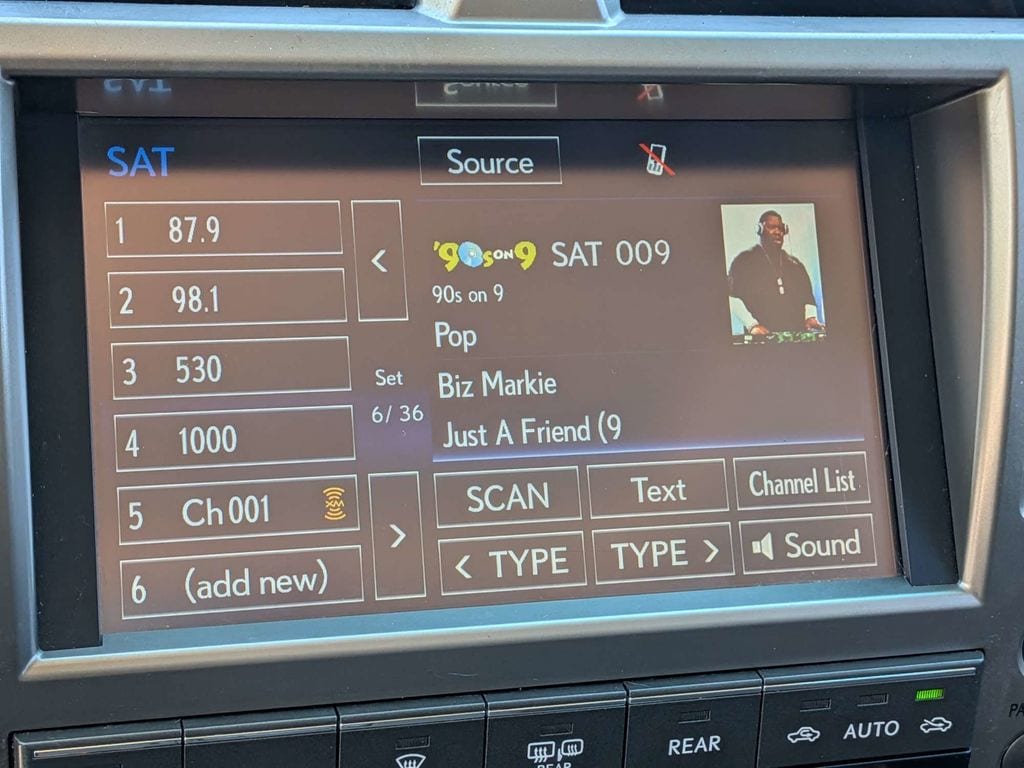 SAT
Source
1 87.9
2 98.1
3 530
4 1000
5 Ch 001 XM
6 (add new)
<
Set
6/ 36
>
'90s ON 9 SAT 009
90s on 9
Pop
Biz Markie
Just A Friend (9
SCAN
Text
Channel List
< TYPE
TYPE >
Sound
REAR
REAR
AUTO